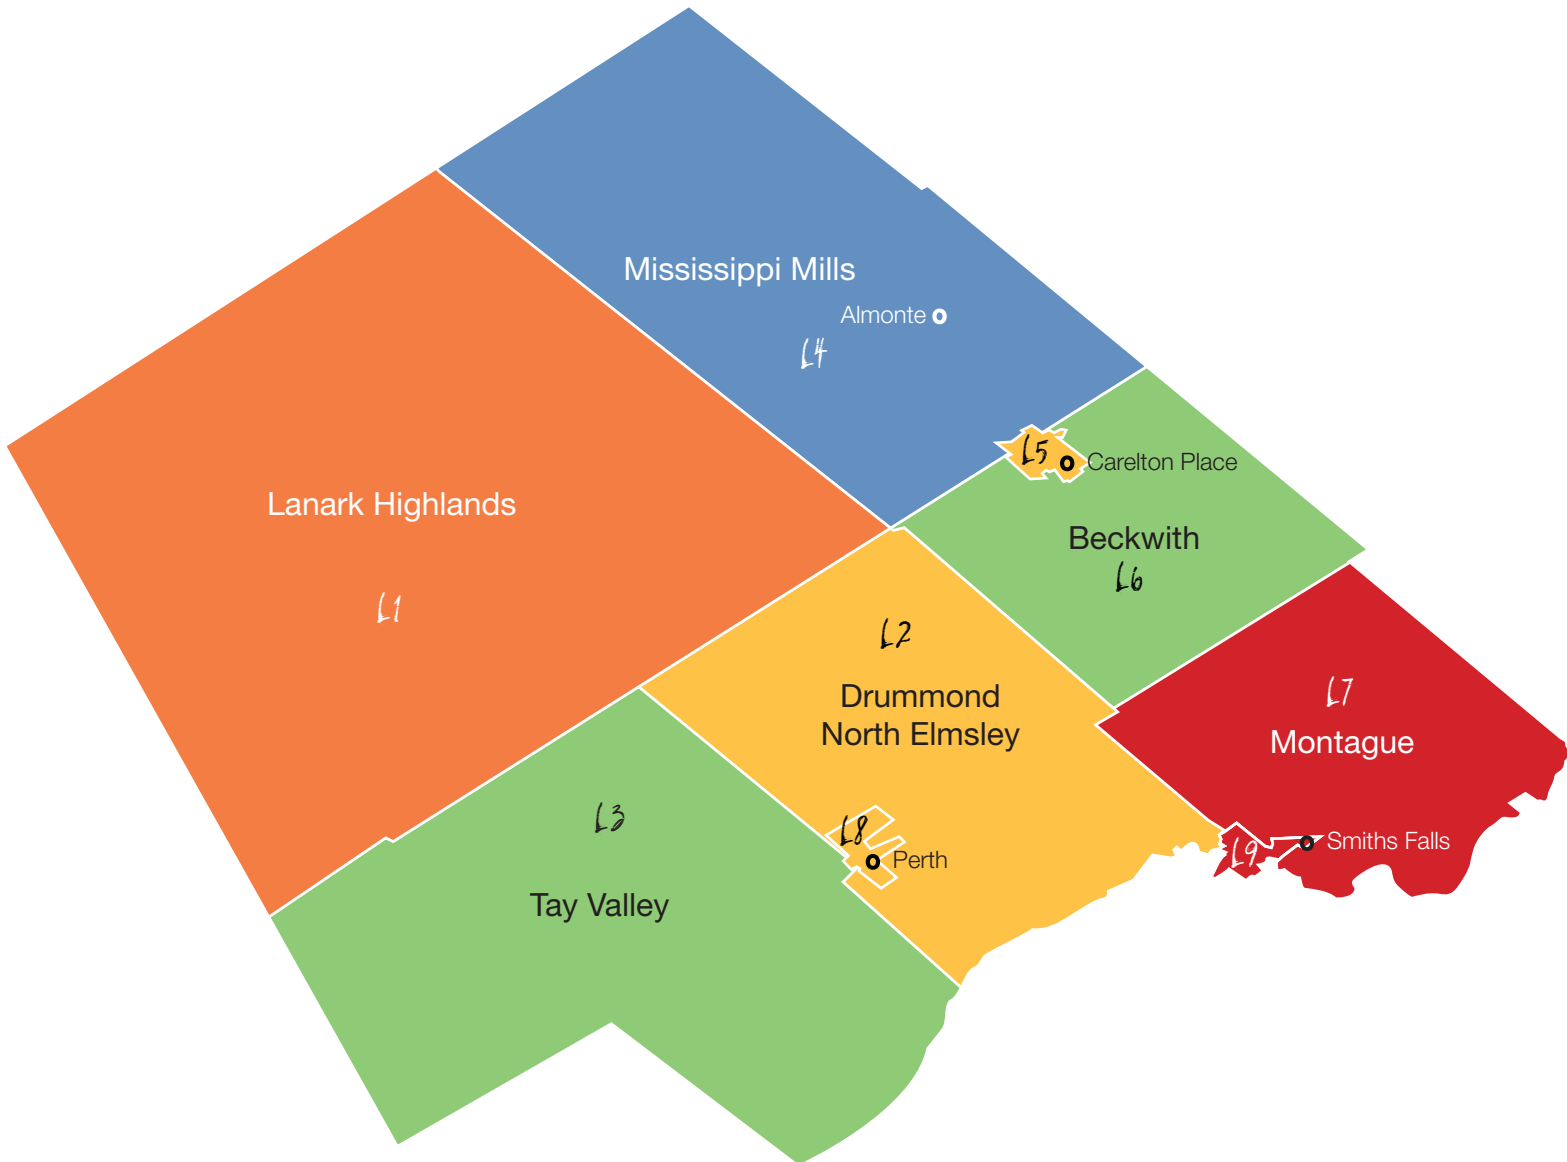 Mississippi Mills
Almonte
L4
L5
Carelton Place
Lanark Highlands
Beckwith
L6
L1
L2
L7
Drummond
North Elmsley
Montague
L3
L8
Perth
L9
Smiths Falls
Tay Valley